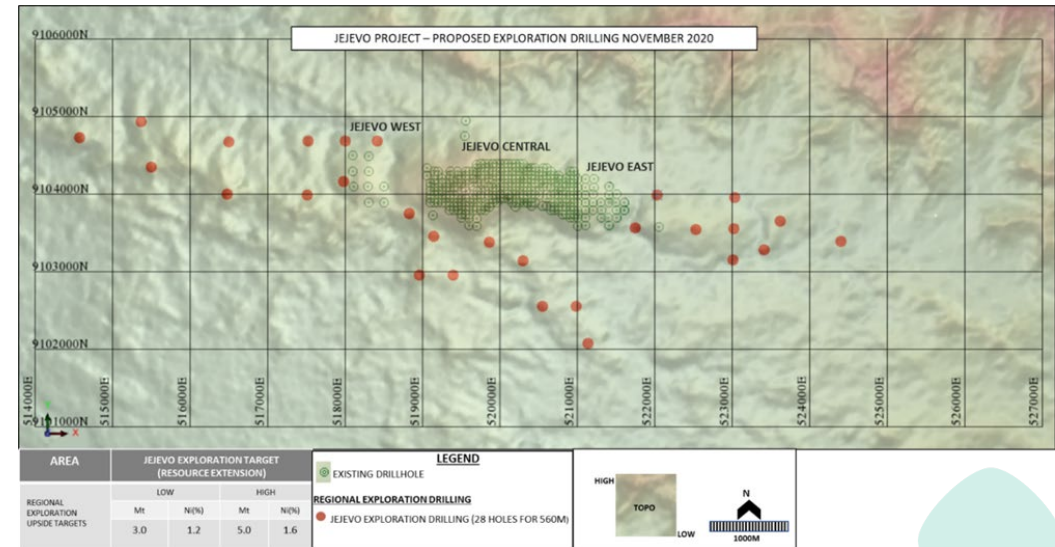 JEJEVO PROJECT – PROPOSED EXPLORATION DRILLING NOVEMBER 2020
9106000N
9105000N
JEJEVO WEST
JEJEVO CENTRAL
JEJEVO EAST
9104000N
9103000N
9102000N
9101000N
514000E
515000E
516000E
517000E
518000E
519000E
520000E
521000E
522000E
523000E
524000E
525000E
526000E
527000E
X
AREA
JEJEVO EXPLORATION TARGET
(RESOURCE EXTENSION)
LOW HIGH
Mt Ni(%) Mt Ni(%)
REGIONAL
EXPLORATION
UPSIDE TARGETS
3.0 1.2 5.0 1.6
LEGEND
EXISTING DRILLHOLE
REGIONAL EXPLORATION DRILLING
JEJEVO EXPLORATION DRILLING (28 HOLES FOR 560M)
HIGH
TOPO
LOW
N
1000M